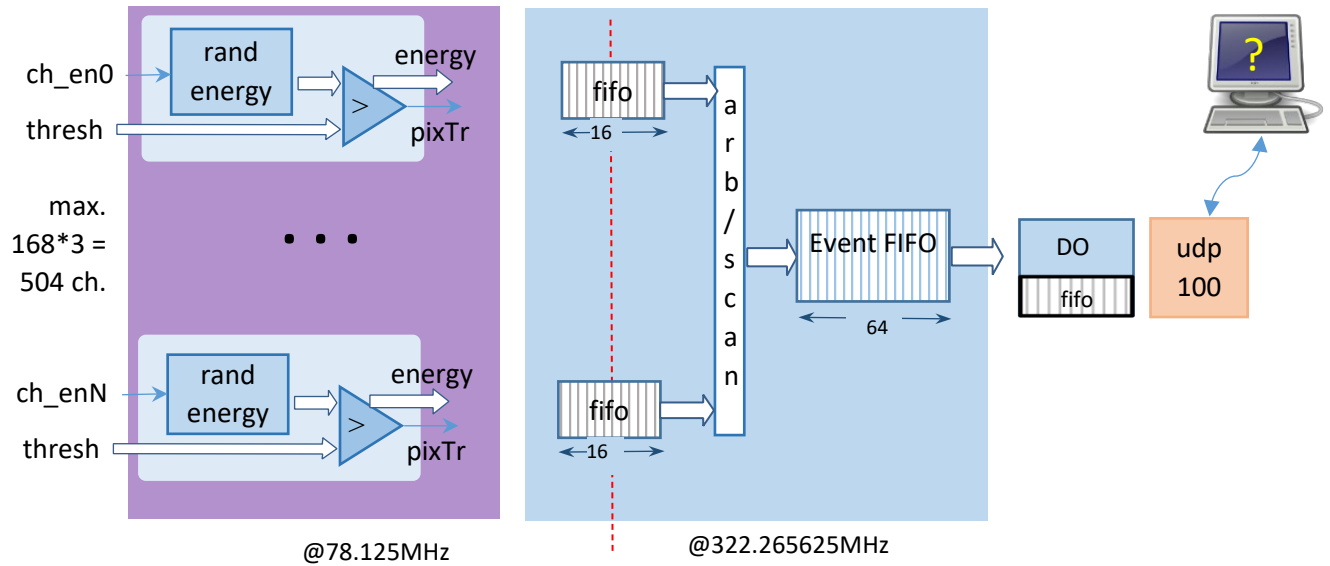 ch_en0
thresh
rand
energy
>
energy
pixTr
max.
168*3 =
504 ch.
. . .
ch_enN
thresh
rand
energy
>
energy
pixTr
@78.125MHz
fifo
16
fifo
16
a
r
b
/
s
c
a
n
Event FIFO
64
@322.265625MHz
DO
fifo
udp
100
?